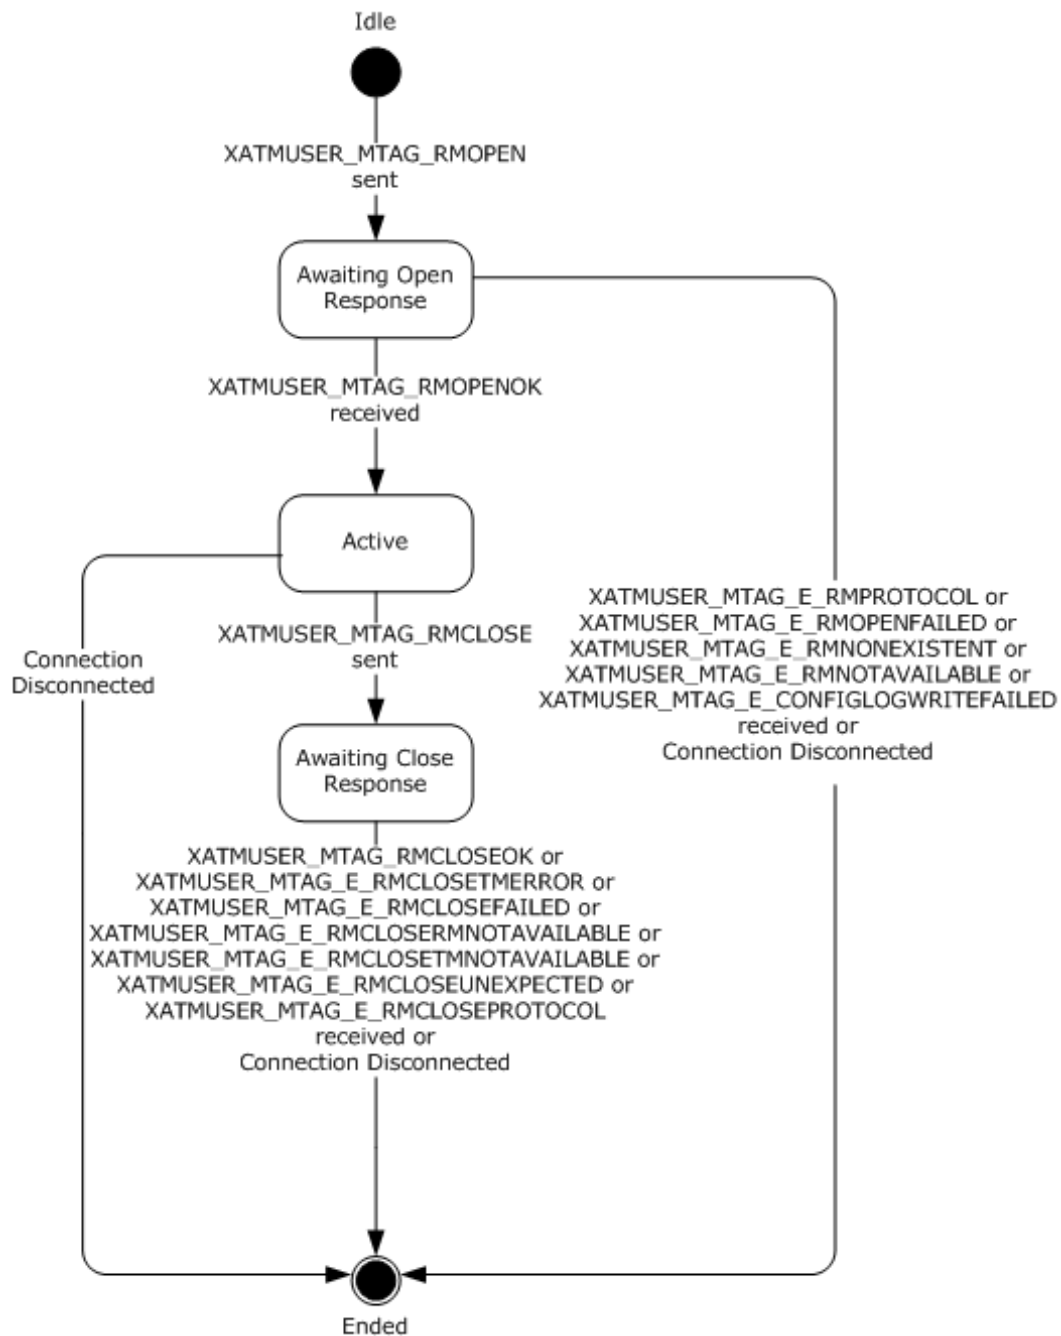 Idle
XATMUSER_MTAG_RMOPEN
sent
Awaiting Open
Response
XATMUSER_MTAG_RMOPENOK
received
Active
XATMUSER_MTAG_RMCLOSE
sent
Connection
Disconnected
XATMUSER_MTAG_E_RMPROTOCOL or
XATMUSER_MTAG_E_RMOPENFAILED or
XATMUSER_MTAG_E_RMNONEXISTENT or
XATMUSER_MTAG_E_RMNOTAVAILABLE or
XATMUSER_MTAG_E_CONFIGLOGWRITEFAILED
received or
Connection Disconnected
Awaiting Close
Response
XATMUSER_MTAG_RMCLOSEOK or
XATMUSER_MTAG_E_RMCLOSETMERROR or
XATMUSER_MTAG_E_RMCLOSEFAILED or
XATMUSER_MTAG_E_RMCLOSERMNOTAVAILABLE or
XATMUSER_MTAG_E_RMCLOSETMNOTAVAILABLE or
XATMUSER_MTAG_E_RMCLOSEUNEXPECTED or
XATMUSER_MTAG_E_RMCLOSEPROTOCOL
received or
Connection Disconnected
Ended